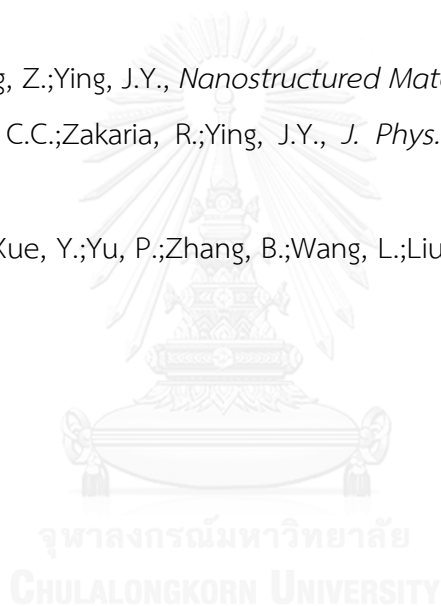 g, Z.;Ying, J.Y., Nanostructured Mate
C.C.;Zakaria, R.;Ying, J.Y., J. Phys.
Xue, Y.;Yu, P.;Zhang, B.;Wang, L.;Liu
จุฬาลงกรณ์มหาวิทยาลัย
CHULALONGKORN UNIVERSITY